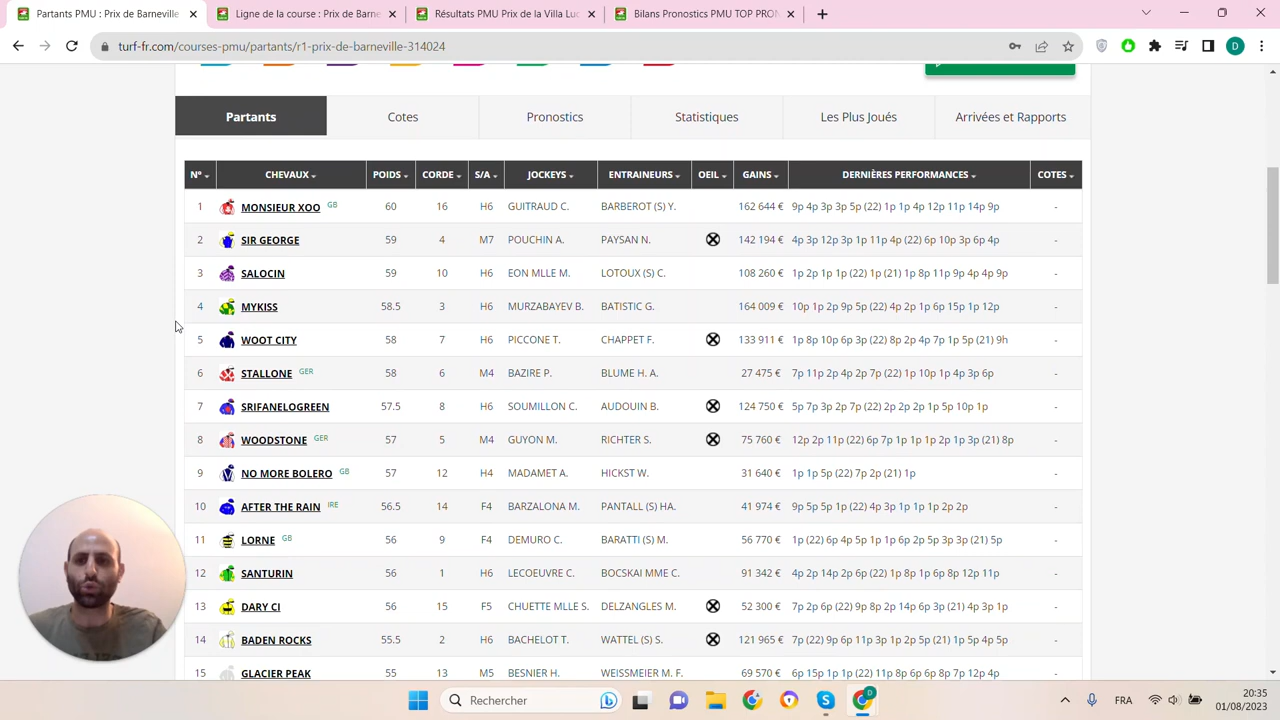 Partants PMU : Prix de Barneville
Ligne de la course : Prix de Barne
Résultats PMU Prix de la Villa Luc
Bilans Pronostics PMU TOP PRON
turf-fr.com/courses-pmu/partants/r1-prix-de-barneville-314024
D
Partants Cotes Pronostics Statistiques Les Plus Joués Arrivées et Rapports
N° CHEVAUX POIDS CORDE S/A JOCKEYS ENTRAINEURS OEIL GAINS DERNIÈRES PERFORMANCES COTES
1 MONSIEUR XOO GB 60 16 H6 GUITRAUD C. BARBEROT (S) Y. 162 644 € 9p 4p 3p 3p 5p (22) 1p 1p 4p 12p 11p 14p 9p -
2 SIR GEORGE 59 4 M7 POUCHIN A. PAYSAN N. 142 194 € 4p 3p 12p 3p 1p 11p 4p (22) 6p 10p 3p 6p 4p -
3 SALOCIN 59 10 H6 EON MLLE M. LOTOUX (S) C. 108 260 € 1p 2p 1p 1p (22) 1p (21) 1p 8p 11p 9p 4p 4p 9p -
4 MYKISS 58.5 3 H6 MURZABAYEV B. BATISTIC G. 164 009 € 10p 1p 2p 9p 5p (22) 4p 2p 1p 6p 15p 1p 12p -
5 WOOT CITY 58 7 H6 PICCONE T. CHAPPET F. 133 911 € 1p 8p 10p 6p 3p (22) 8p 2p 4p 7p 1p 5p (21) 9h -
6 STALLONE GER 58 6 M4 BAZIRE P. BLUME H. A. 27 475 € 7p 11p 2p 4p 2p 7p (22) 1p 10p 1p 4p 3p 6p -
7 SRIFANELOGREEN 57.5 8 H6 SOUMILLON C. AUDOUIN B. 124 750 € 5p 7p 3p 2p 7p (22) 2p 2p 2p 1p 5p 10p 1p -
8 WOODSTONE GER 57 5 M4 GUYON M. RICHTER S. 75 760 € 12p 2p 11p (22) 6p 7p 1p 1p 1p 2p 1p 3p (21) 8p -
9 NO MORE BOLERO GB 57 12 H4 MADAMET A. HICKST W. 31 640 € 1p 1p 5p (22) 7p 2p (21) 1p -
10 AFTER THE RAIN IRE 56.5 14 F4 BARZALONA M. PANTALL (S) HA. 41 974 € 9p 5p 5p 1p (22) 4p 3p 1p 1p 1p 2p 2p -
11 LORNE GB 56 9 F4 DEMURO C. BARATTI (S) M. 56 770 € 1p (22) 6p 4p 5p 1p 1p 6p 2p 3p 3p 3p (21) 5p -
12 SANTURIN 56 1 H6 LECOEUVRE C. BOCSKAI MME C. 91 342 € 4p 2p 14p 2p 6p (22) 1p 8p 1p 6p 8p 12p 11p -
13 DARY CI 56 15 F5 CHUETTE MLLE S. DELZANGLES M. 52 300 € 7p 2p 6p (22) 9p 8p 2p 14p 6p 3p (21) 4p 3p 1p -
14 BADEN ROCKS 55.5 2 H6 BACHELOT T. WATTEL (S) S. 121 965 € 7p (22) 9p 6p 11p 3p 1p 2p 5p (21) 1p 5p 4p 5p -
15 GLACIER PEAK 55 13 M5 BESNIER H. WEISSMEIER M. F. 69 570 € 6p 15p 1p 1p (22) 11p 8p 6p 6p 8p 7p 12p 1p -
Rechercher
FRA
20:35
01/08/2023